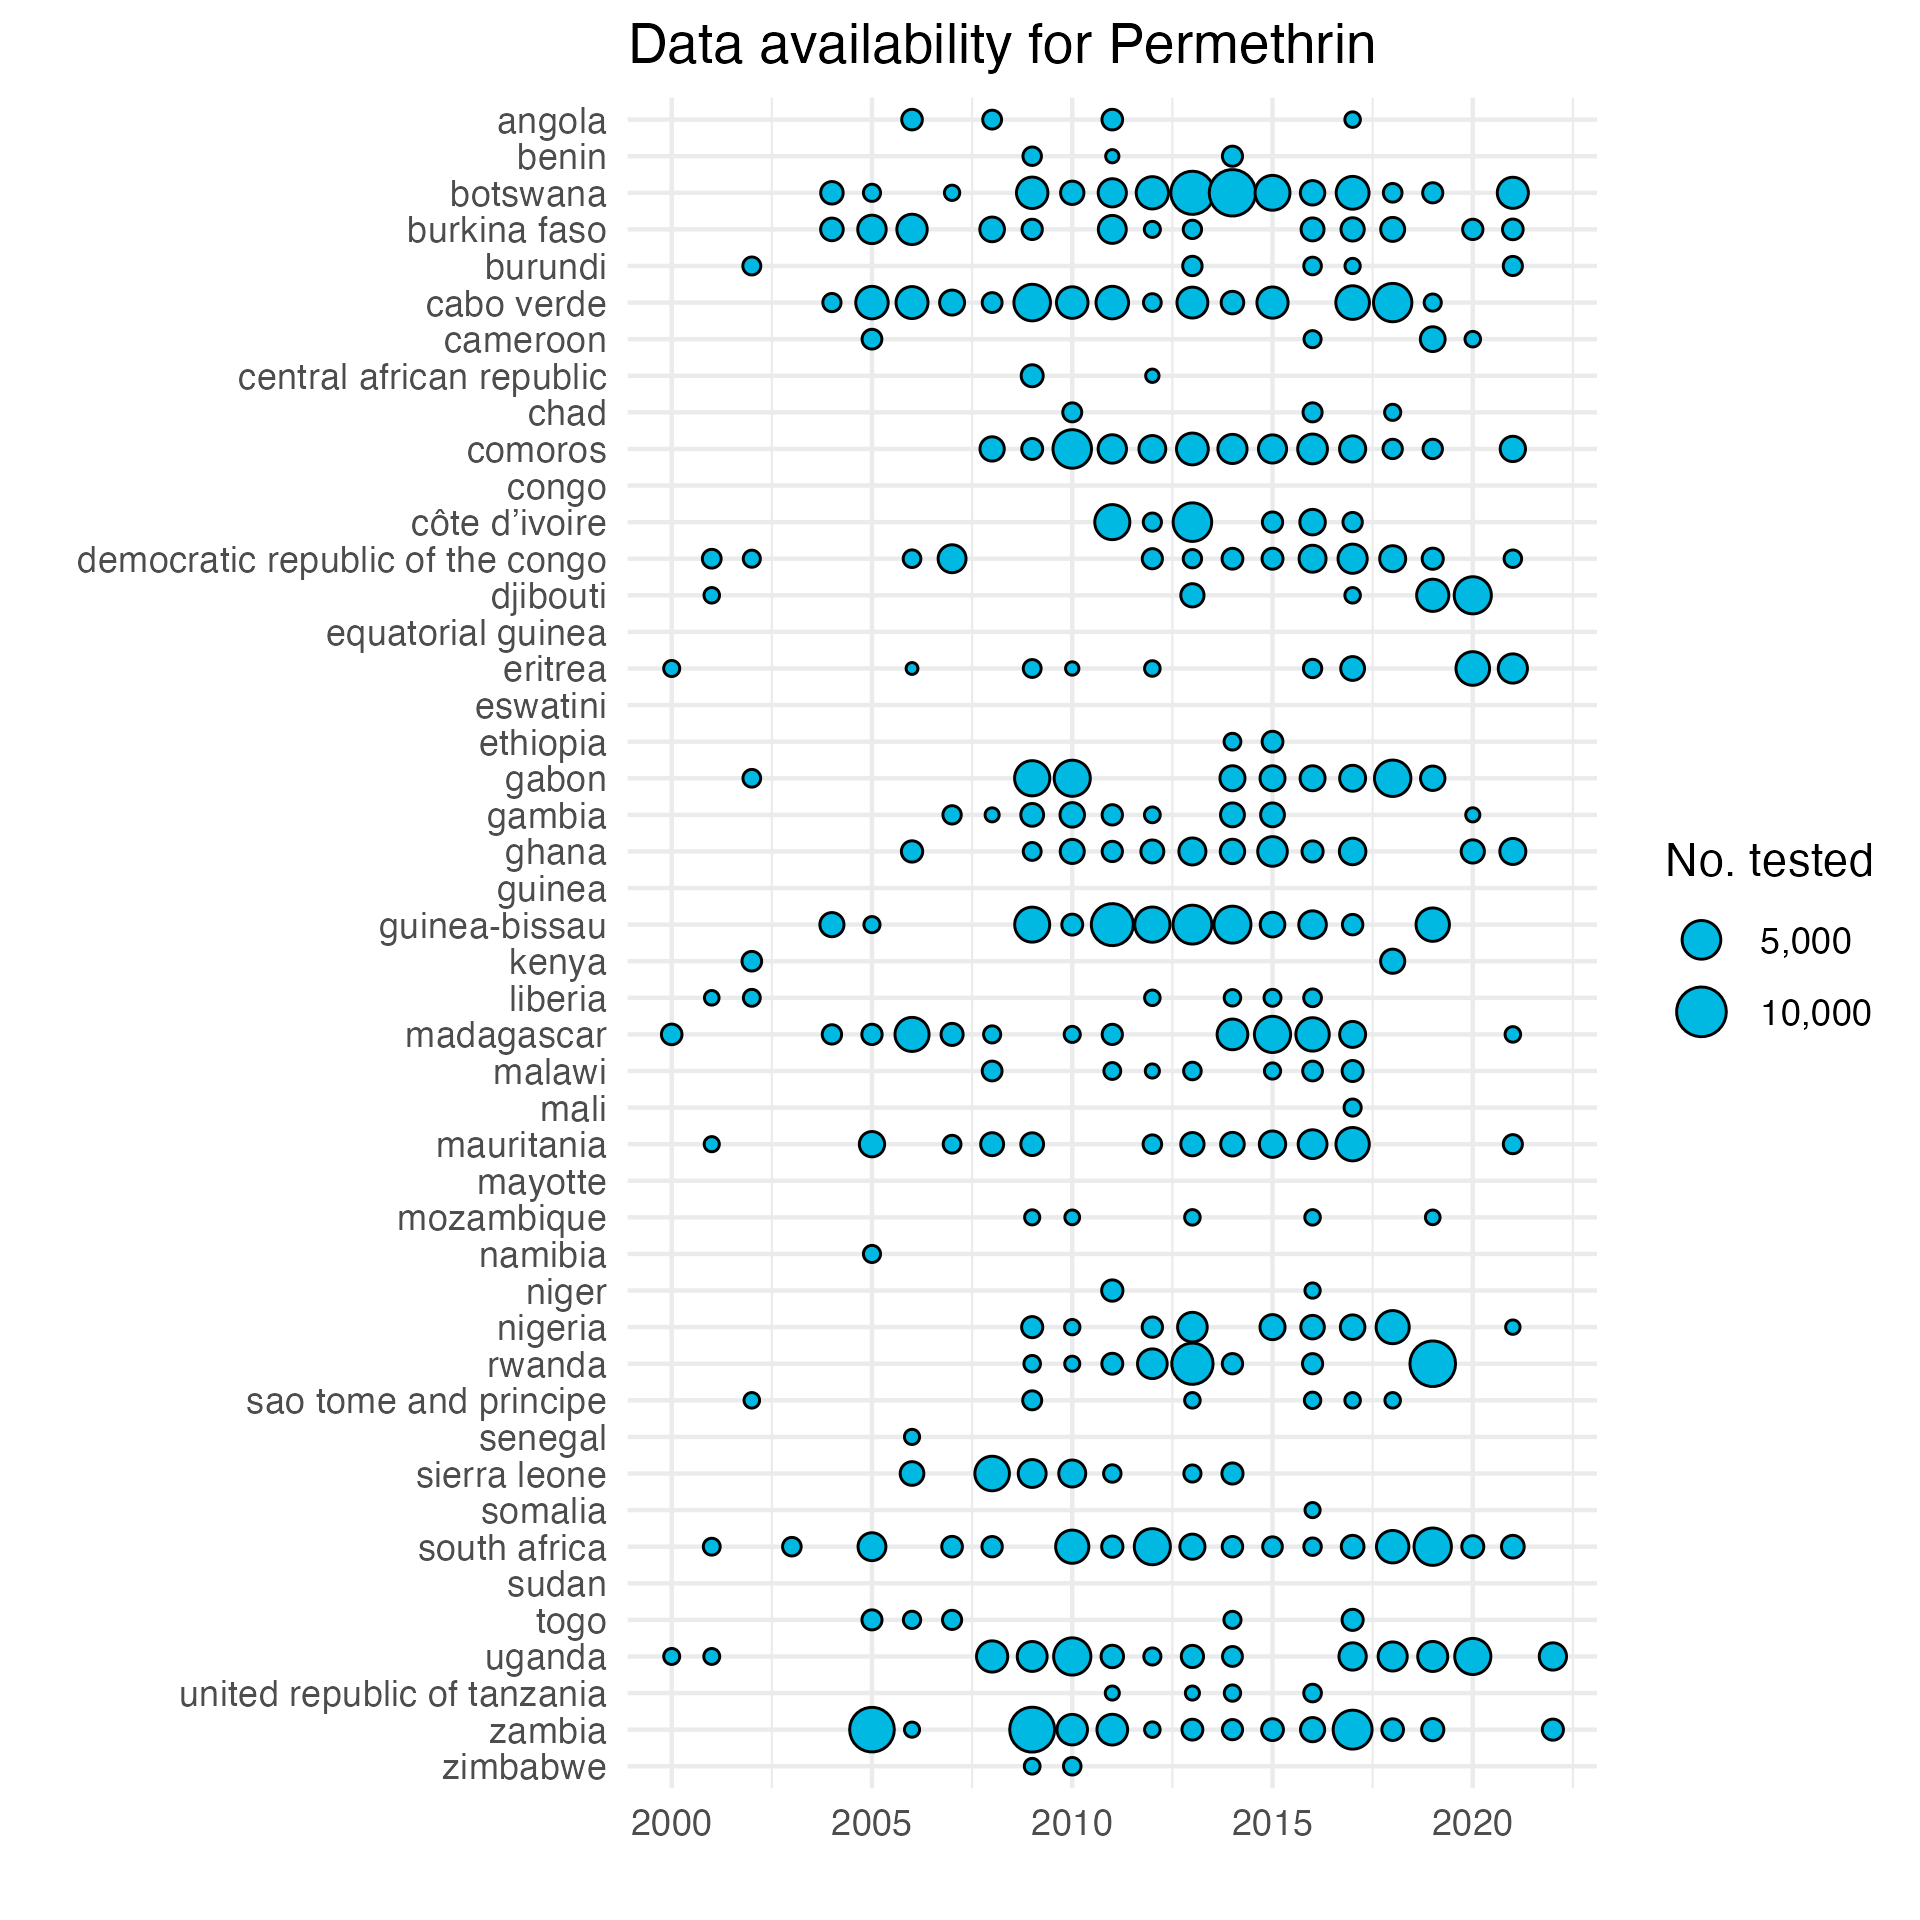 Data availability for Permethrin
angola
benin
botswana
burkina faso
burundi
cabo verde
cameroon
central african republic
chad
comoros
congo
côte d’ivoire
democratic republic of the congo
djibouti
equatorial guinea
eritrea
eswatini
ethiopia
gabon
gambia
ghana
guinea
guinea-bissau
kenya
liberia
madagascar
malawi
mali
mauritania
mayotte
mozambique
namibia
niger
nigeria
rwanda
sao tome and principe
senegal
sierra leone
somalia
south africa
sudan
togo
uganda
united republic of tanzania
zambia
zimbabwe
2000 2005 2010 2015 2020
No. tested
5,000
10,000